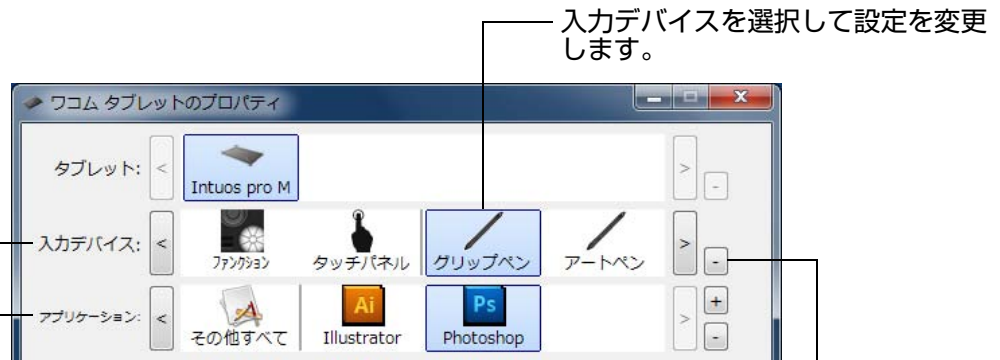 入力デバイスを選択して設定を変更
します。
ワコム タブレットのプロパティ
タブレット: < Intuos pro M > -
入力デバイス: < ファンクション タッチパネル グリップペン アートペン > -
アプリケーション: < その他すべて Ai Illustrator Ps Photoshop > + -